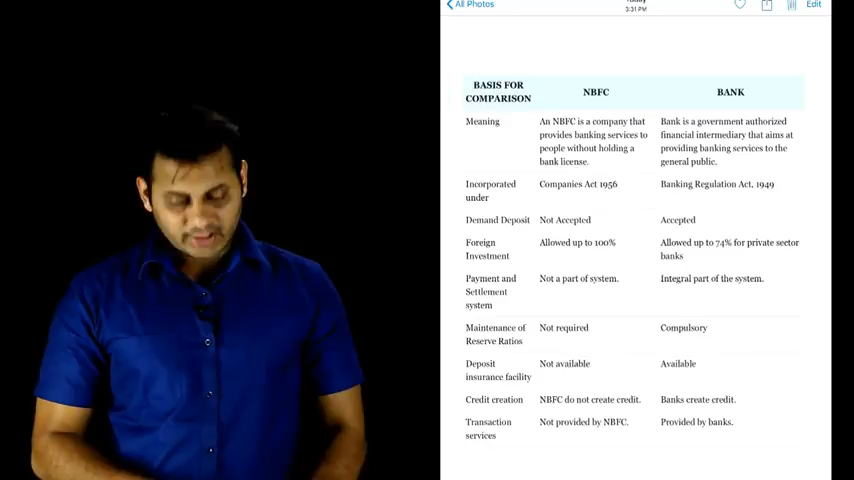 All Photos
3:31 PM
Edit
BASIS FOR COMPARISON NBFC BANK
Meaning An NBFC is a company that provides banking services to people without holding a bank license. Bank is a government authorized financial intermediary that aims at providing banking services to the general public.
Incorporated under Companies Act 1956 Banking Regulation Act, 1949
Demand Deposit Not Accepted Accepted
Foreign Investment Allowed up to 100% Allowed up to 74% for private sector banks
Payment and Settlement system Not a part of system. Integral part of the system.
Maintenance of Reserve Ratios Not required Compulsory
Deposit insurance facility Not available Available
Credit creation NBFC do not create credit. Banks create credit.
Transaction services Not provided by NBFC. Provided by banks.